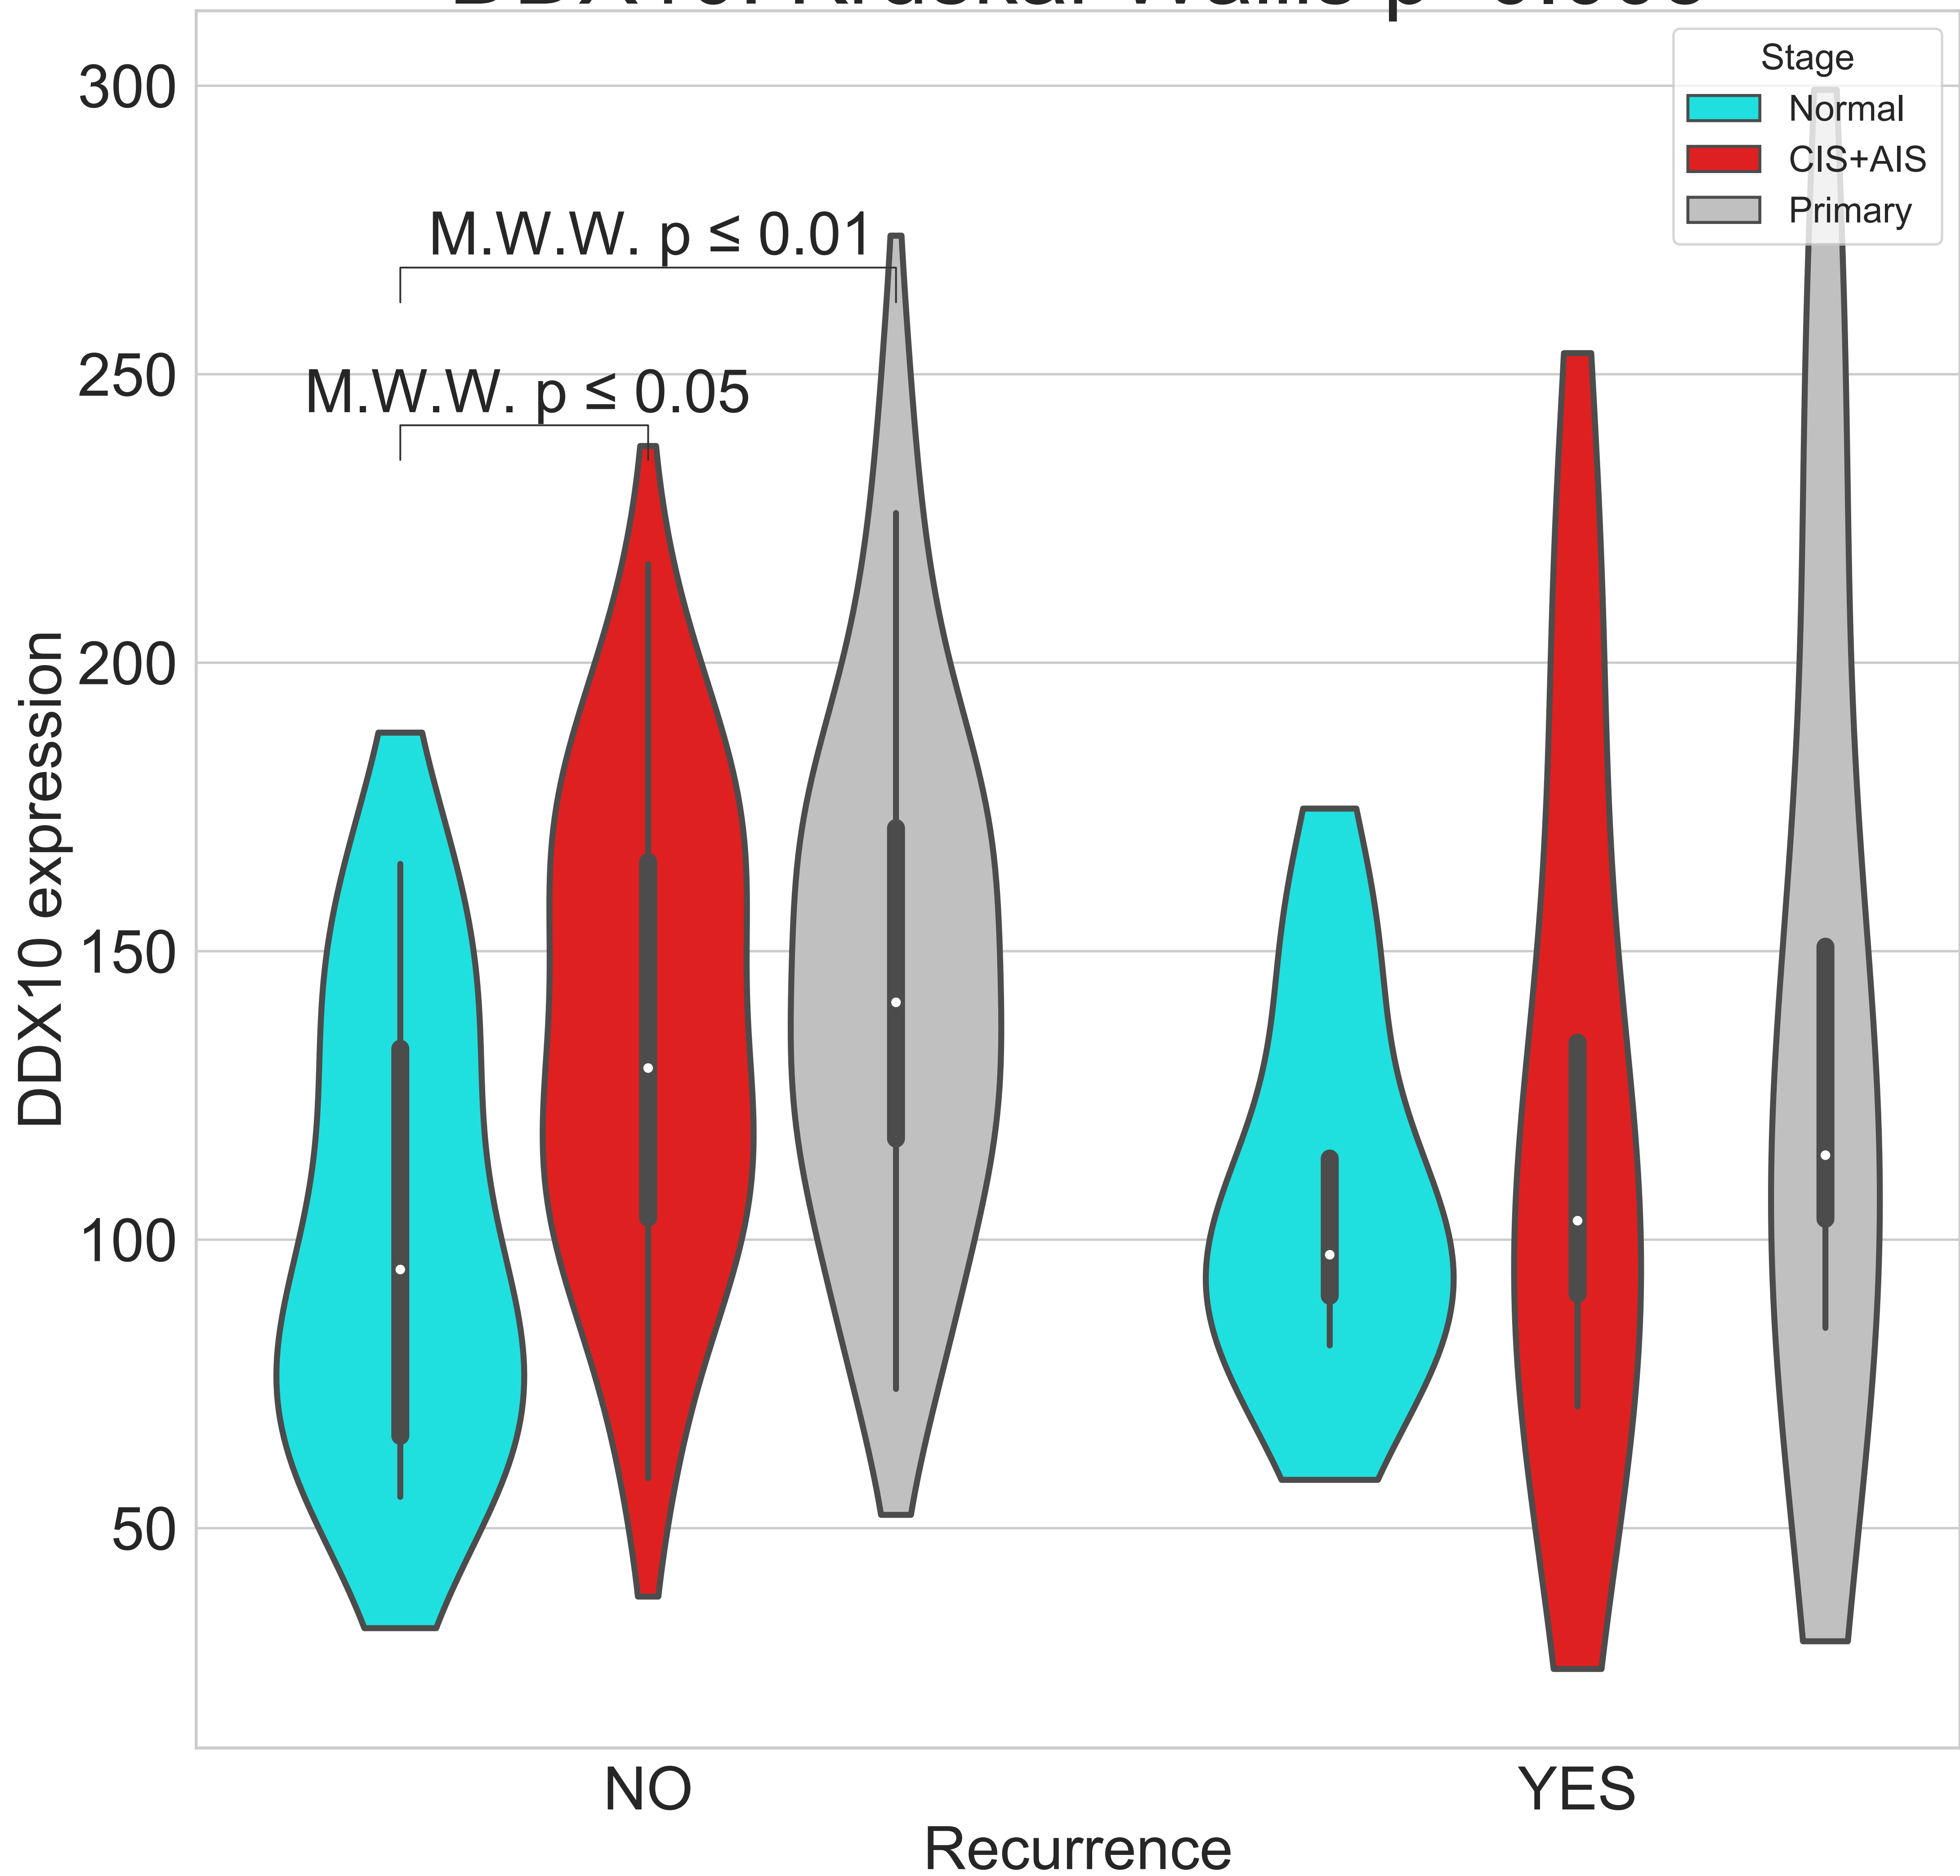 Stage
Normal
CIS+AIS
Primary
M.W.W. p ≤ 0.01
M.W.W. p ≤ 0.05
300
250
200
150
100
50
DDX10 expression
NO
YES
Recurrence